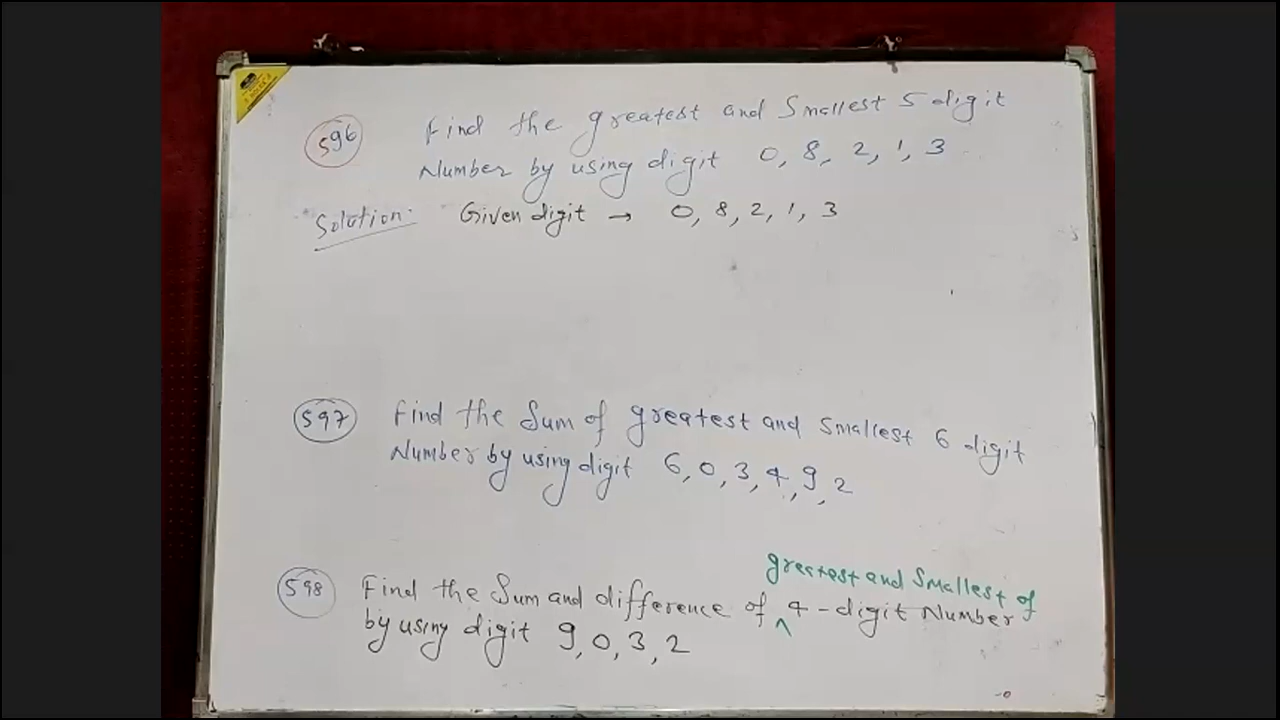 596 Find the greatest and Smallest 5 digit
Number by using digit 0, 8, 2, 1, 3
Solution: Given digit → 0, 8, 2, 1, 3
597 Find the Sum of greatest and Smallest 6 digit
Number by using digit 6, 0, 3, 4, 9, 2
greatest and Smallest of
598 Find the Sum and difference of ^ 4-digit Number
by using digit 9, 0, 3, 2